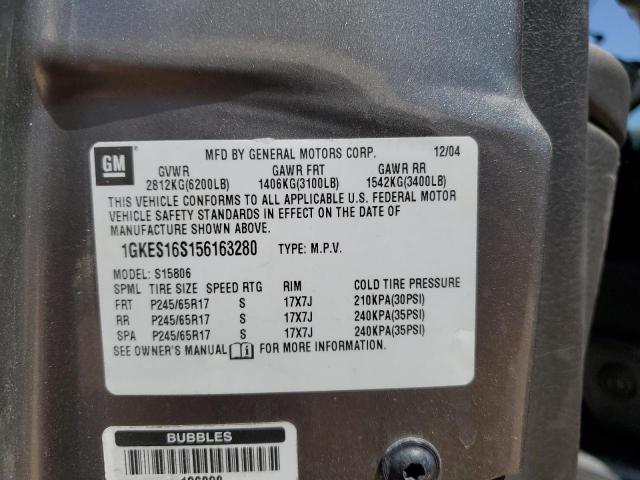 GM
MFD BY GENERAL MOTORS CORP. 12/04
GVWR GAWR FRT GAWR RR
2812KG(6200LB) 1406KG(3100LB) 1542KG(3400LB)
THIS VEHICLE CONFORMS TO ALL APPLICABLE U.S. FEDERAL MOTOR
VEHICLE SAFETY STANDARDS IN EFFECT ON THE DATE OF
MANUFACTURE SHOWN ABOVE.
1GKES16S156163280 TYPE: M.P.V.
MODEL: S15806
SPML TIRE SIZE SPEED RTG RIM COLD TIRE PRESSURE
FRT P245/65R17 S 17X7J 210KPA(30PSI)
RR P245/65R17 S 17X7J 240KPA(35PSI)
SPA P245/65R17 S 17X7J 240KPA(35PSI)
SEE OWNER'S MANUAL FOR MORE INFORMATION.
BUBBLES